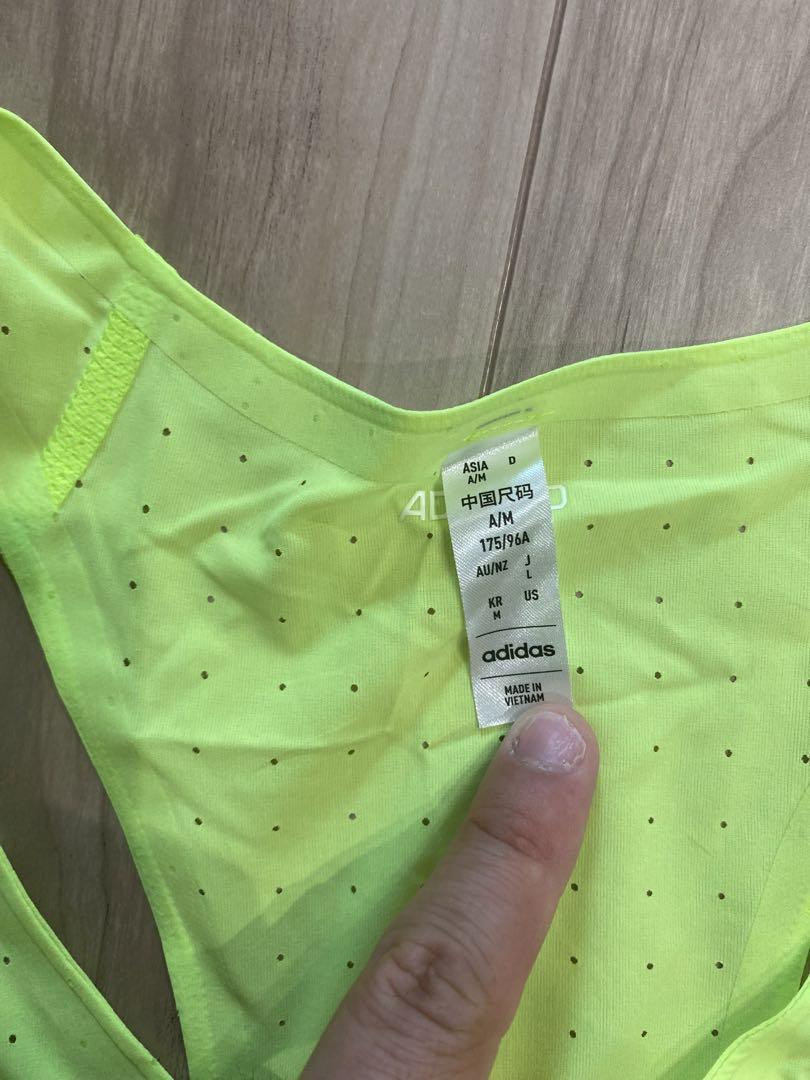 ASIA D
A/M
中国尺码
A/M
175/96A
AU/NZ J
L
KR US
M
adidas
MADE IN
VIETNAM